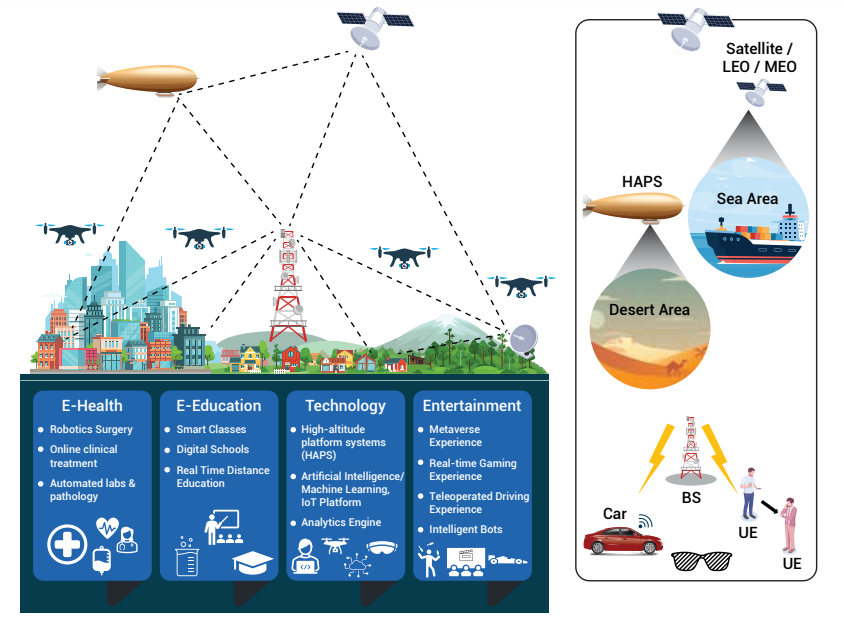 Satellite /
LEO / MEO
HAPS
Sea Area
Desert Area
BS
Car
UE
UE
E-Health
Robotics Surgery
Online clinical
treatment
Automated labs &
pathology
E-Education
Smart Classes
Digital Schools
Real Time Distance
Education
Technology
High-altitude
platform systems
(HAPS)
Artificial Intelligence/
Machine Learning,
IoT Platform
Analytics Engine
Entertainment
Metaverse
Experience
Real-time Gaming
Experience
Teleoperated Driving
Experience
Intelligent Bots